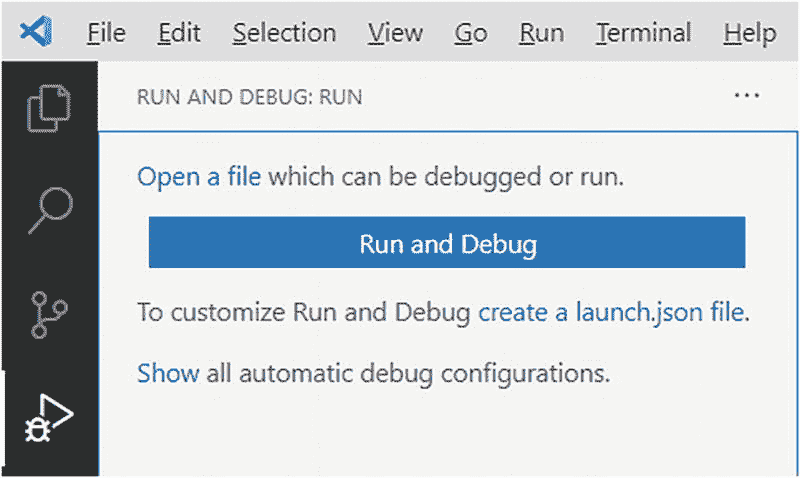 File Edit Selection View Go Run Terminal Help
RUN AND DEBUG: RUN ···
Open a file which can be debugged or run.
Run and Debug
To customize Run and Debug create a launch.json file.
Show all automatic debug configurations.